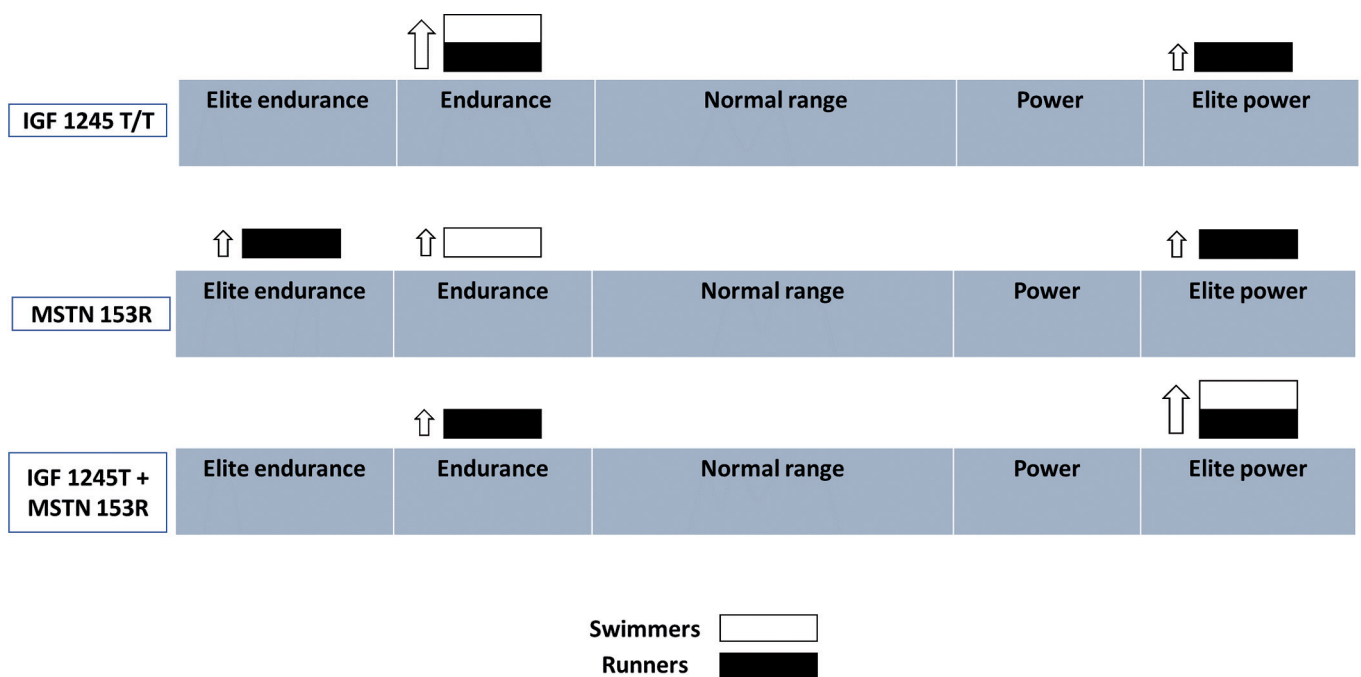 IGF 1245 T/T
Elite endurance Endurance Normal range Power Elite power
MSTN 153R
Elite endurance Endurance Normal range Power Elite power
IGF 1245T +
MSTN 153R
Elite endurance Endurance Normal range Power Elite power
Swimmers
Runners